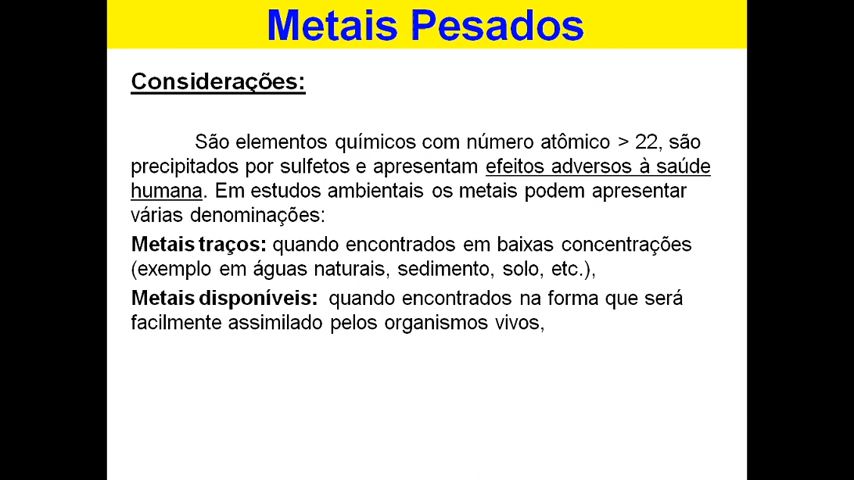 Metais Pesados
Considerações:
São elementos químicos com número atômico > 22, são
precipitados por sulfetos e apresentam efeitos adversos à saúde
humana. Em estudos ambientais os metais podem apresentar
várias denominações:
Metais traços: quando encontrados em baixas concentrações
(exemplo em águas naturais, sedimento, solo, etc.),
Metais disponíveis: quando encontrados na forma que será
facilmente assimilado pelos organismos vivos,